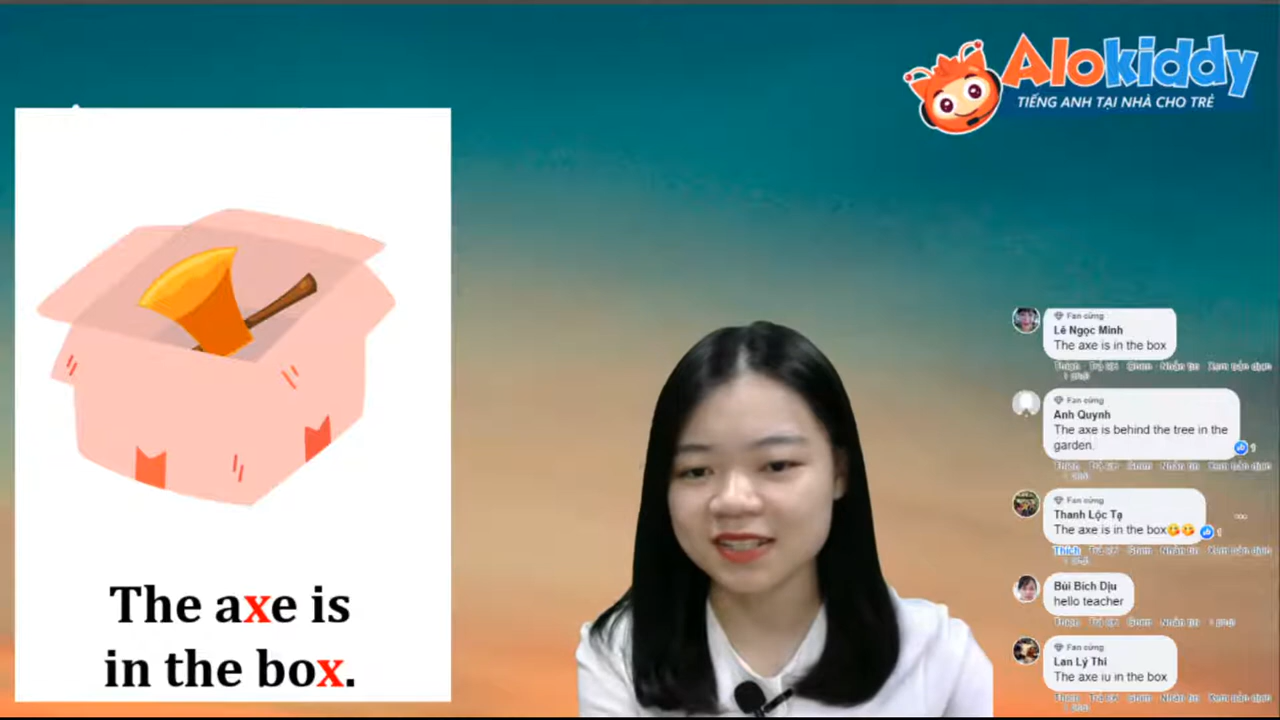 Alokiddy
TIẾNG ANH TẠI NHÀ CHO TRẺ
The axe is
in the box.
Fan cứng
Lê Ngọc Minh
The axe is in the box
Fan cứng
Anh Quynh
The axe is behind the tree in the
garden.
1
Fan cứng
Thanh Lộc Tạ
The axe is in the box😘😘
1
Thích
Bùi Bích Dịu
hello teacher
Fan cứng
Lan Lý Thi
The axe iu in the box